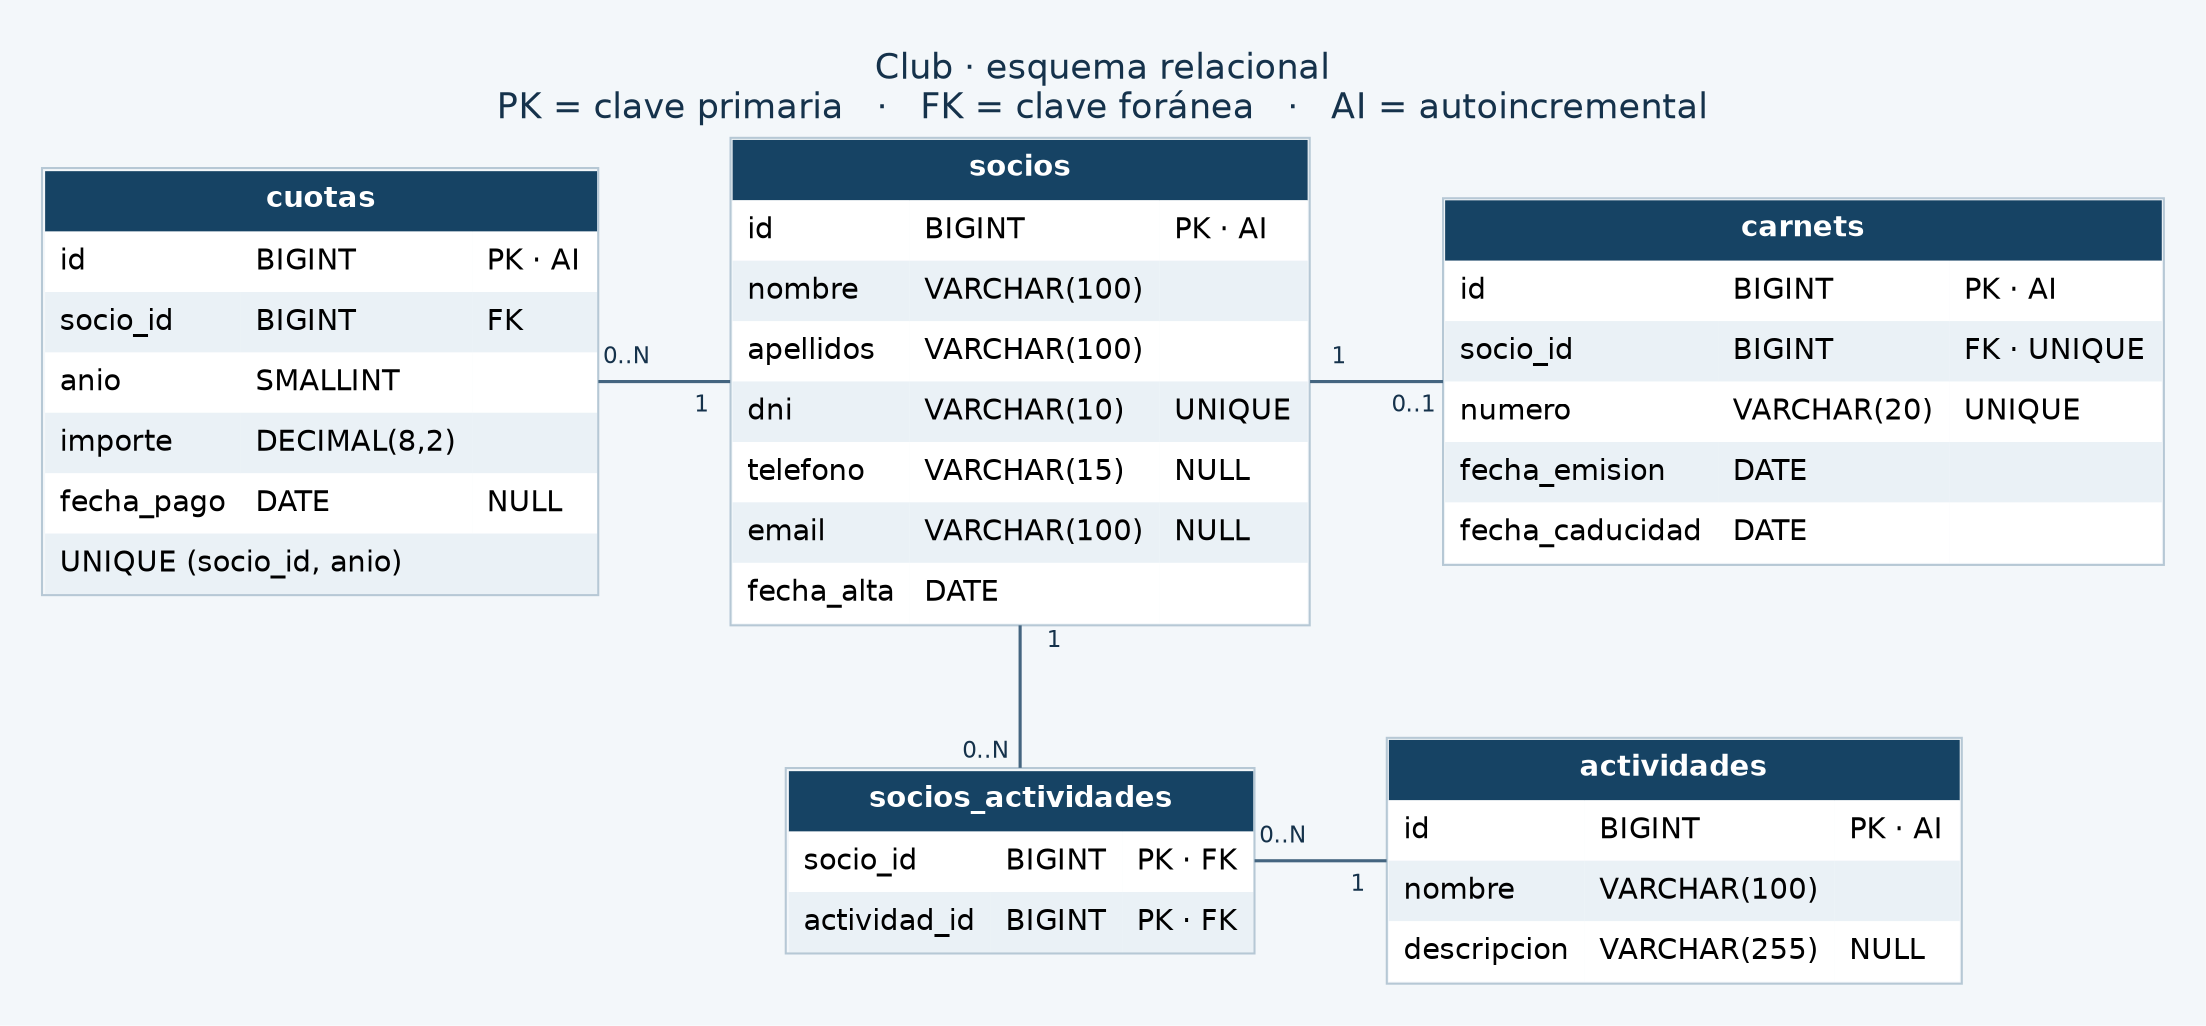 Club · esquema relacional
PK = clave primaria · FK = clave foránea · AI = autoincremental
cuotas
id BIGINT PK · AI
socio_id BIGINT FK
anio SMALLINT
importe DECIMAL(8,2)
fecha_pago DATE NULL
UNIQUE (socio_id, anio)
0..N
1
socios
id BIGINT PK · AI
nombre VARCHAR(100)
apellidos VARCHAR(100)
dni VARCHAR(10) UNIQUE
telefono VARCHAR(15) NULL
email VARCHAR(100) NULL
fecha_alta DATE
1
0..1
carnets
id BIGINT PK · AI
socio_id BIGINT FK · UNIQUE
numero VARCHAR(20) UNIQUE
fecha_emision DATE
fecha_caducidad DATE
1
0..N
socios_actividades
socio_id BIGINT PK · FK
actividad_id BIGINT PK · FK
0..N
1
actividades
id BIGINT PK · AI
nombre VARCHAR(100)
descripcion VARCHAR(255) NULL